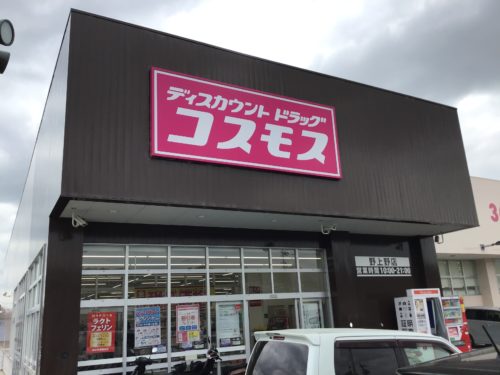 ディスカウント ドラッグ
コスモス
野上野店
営業時間 10:00-21:00
ラクト
フェリン
3